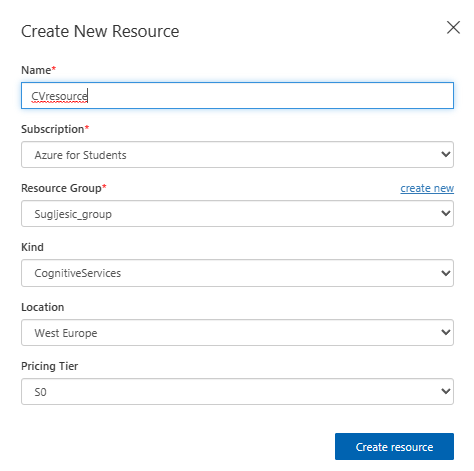 Create New Resource
Name*
CVresource
Subscription*
Azure for Students
Resource Group*
create new
Sugljesic_group
Kind
CognitiveServices
Location
West Europe
Pricing Tier
S0
Create resource